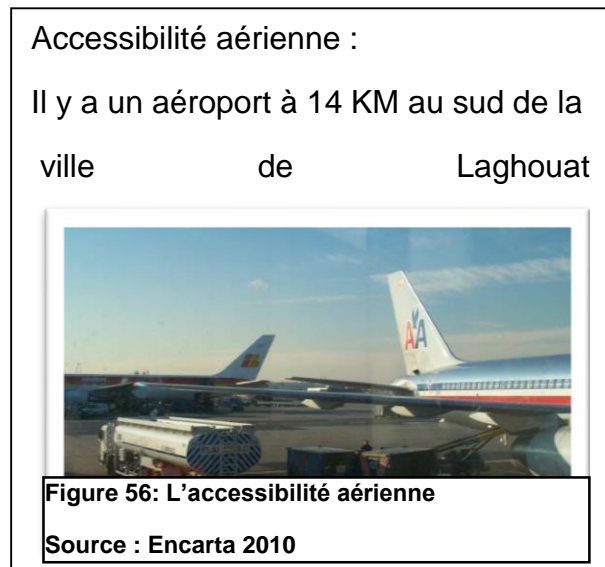 Accessibilité aérienne :
Il y a un aéroport à 14 KM au sud de la
ville de Laghouat
AA
Figure 56: L'accessibilité aérienne
Source : Encarta 2010